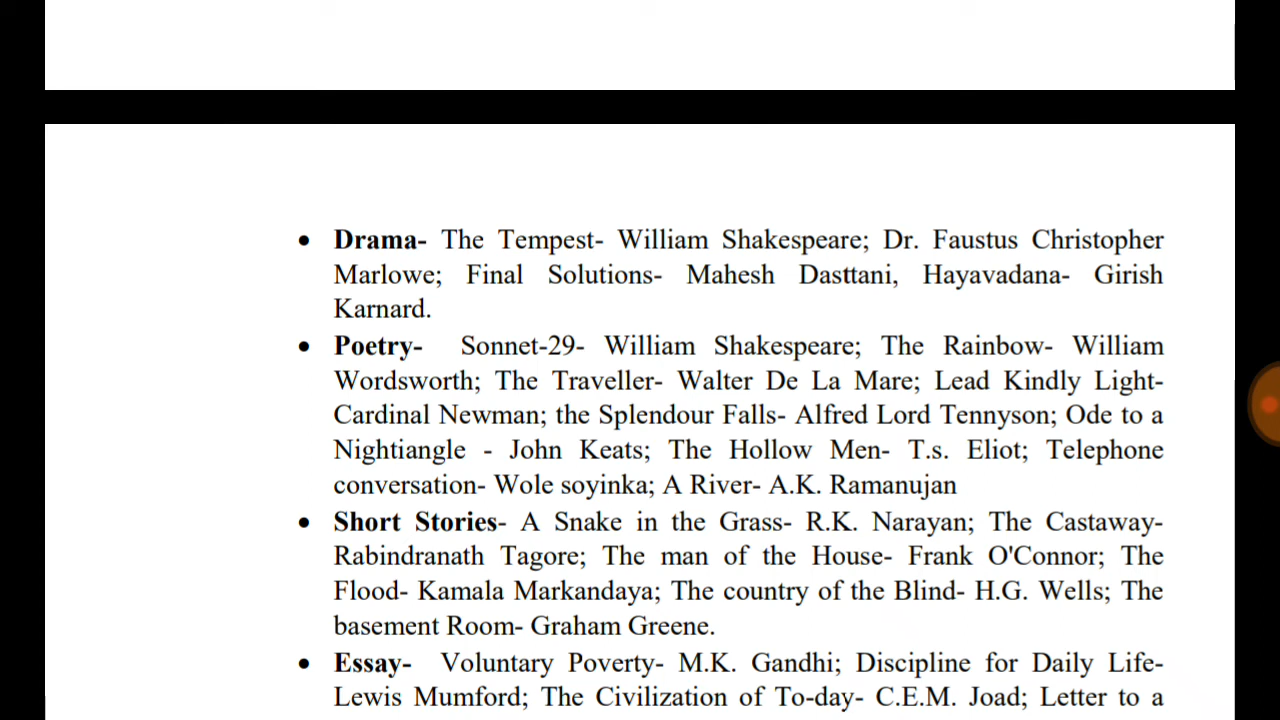 • Drama- The Tempest- William Shakespeare; Dr. Faustus Christopher
Marlowe; Final Solutions- Mahesh Dasttani, Hayavadana- Girish
Karnard.
• Poetry- Sonnet-29- William Shakespeare; The Rainbow- William
Wordsworth; The Traveller- Walter De La Mare; Lead Kindly Light-
Cardinal Newman; the Splendour Falls- Alfred Lord Tennyson; Ode to a
Nightiangle - John Keats; The Hollow Men- T.s. Eliot; Telephone
conversation- Wole soyinka; A River- A.K. Ramanujan
• Short Stories- A Snake in the Grass- R.K. Narayan; The Castaway-
Rabindranath Tagore; The man of the House- Frank O'Connor; The
Flood- Kamala Markandaya; The country of the Blind- H.G. Wells; The
basement Room- Graham Greene.
• Essay- Voluntary Poverty- M.K. Gandhi; Discipline for Daily Life-
Lewis Mumford; The Civilization of To-day- C.E.M. Joad; Letter to a